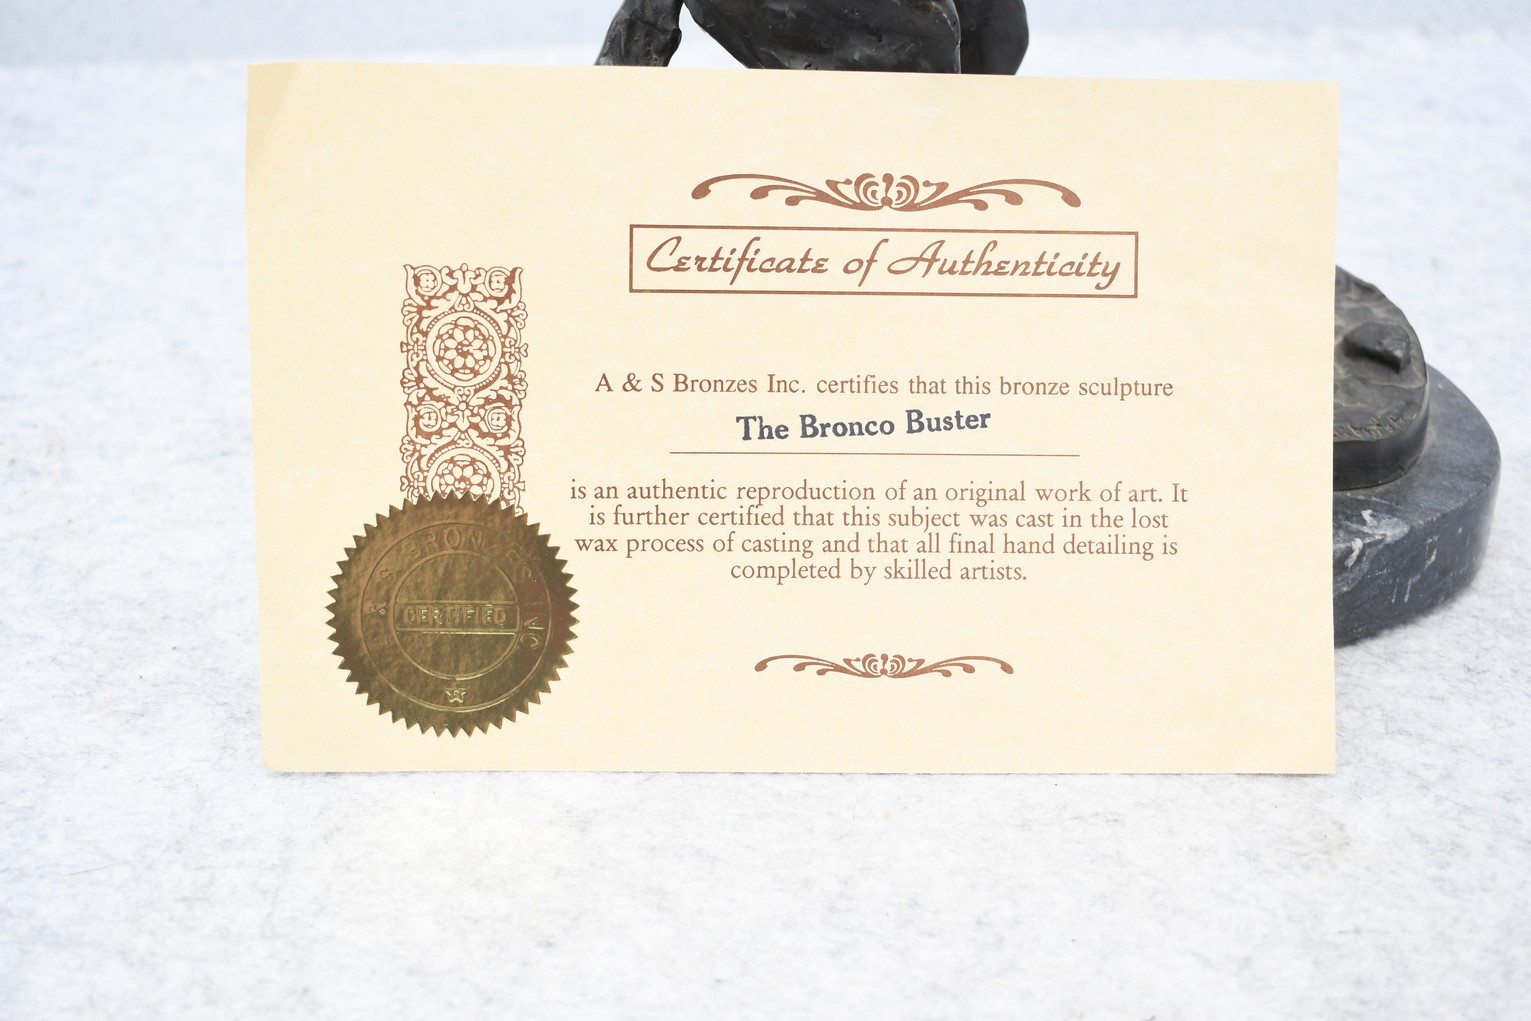 Certificate of Authenticity
A & S Bronzes Inc. certifies that this bronze sculpture
The Bronco Buster
is an authentic reproduction of an original work of art. It
is further certified that this subject was cast in the lost
wax process of casting and that all final hand detailing is
completed by skilled artists.
A & S BRONZES INC
CERTIFIED